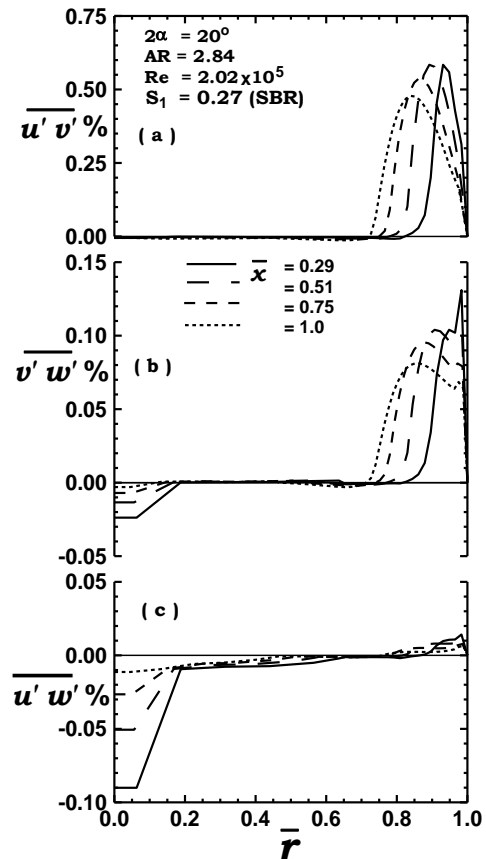 2α = 20°
AR = 2.84
Re = 2.02x10⁵
S₁ = 0.27 (SBR)
u' v' %
( a )
0.75
0.50
0.25
0.00
x̄ = 0.29
= 0.51
= 0.75
= 1.0
v' w' %
( b )
0.15
0.10
0.05
0.00
-0.05
u' w' %
( c )
0.05
0.00
-0.05
-0.10
0.0 0.2 0.4 0.6 0.8 1.0
r̄